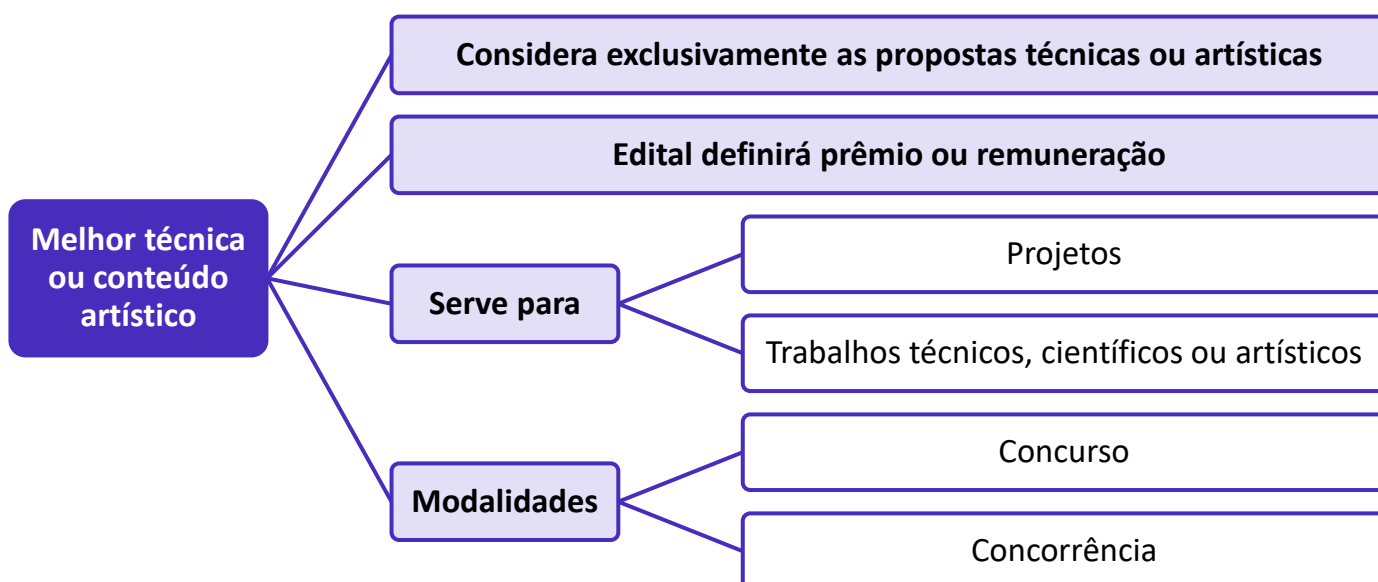 Considera exclusivamente as propostas técnicas ou artísticas
Edital definirá prêmio ou remuneração
Melhor técnica
ou conteúdo
artístico
Serve para
Projetos
Trabalhos técnicos, científicos ou artísticos
Modalidades
Concurso
Concorrência